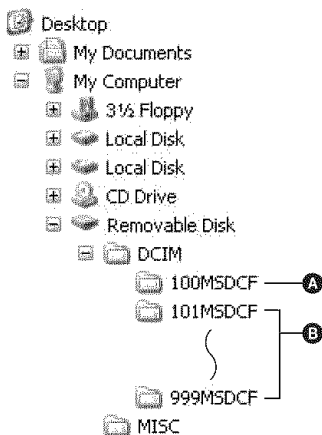 Desktop
My Documents
My Computer
3½ Floppy
Local Disk
Local Disk
CD Drive
Removable Disk
DCIM
100MSDCF A
101MSDCF
B
999MSDCF
MISC